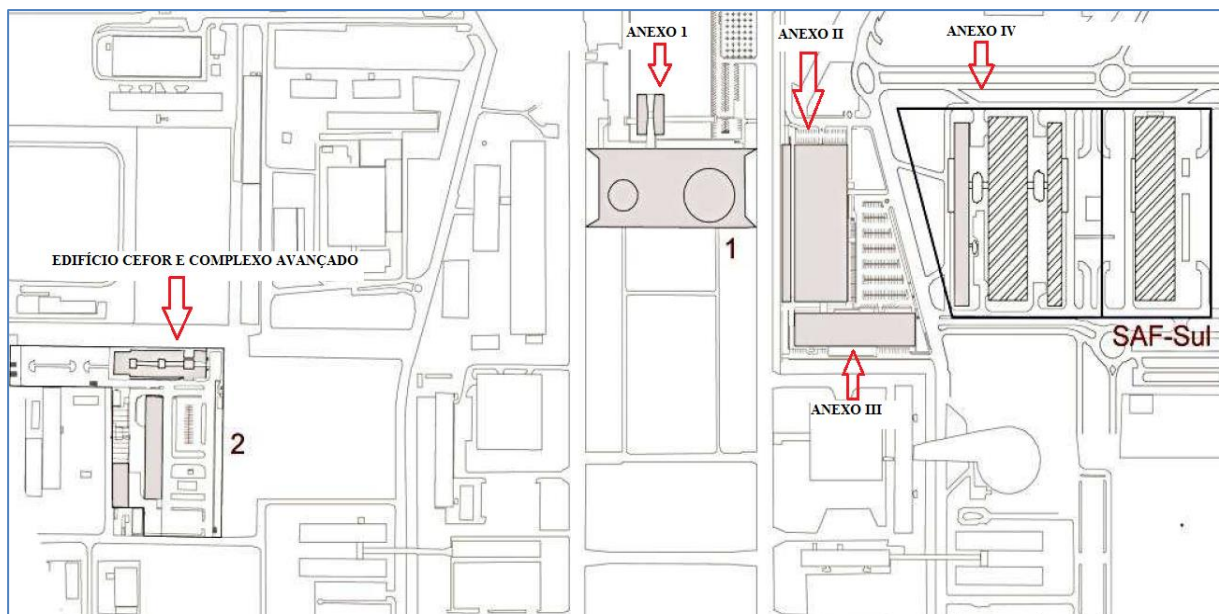 ANEXO 1
ANEXO II
ANEXO IV
1
EDIFÍCIO CEFOR E COMPLEXO AVANÇADO
SAF-Sul
ANEXO III
2